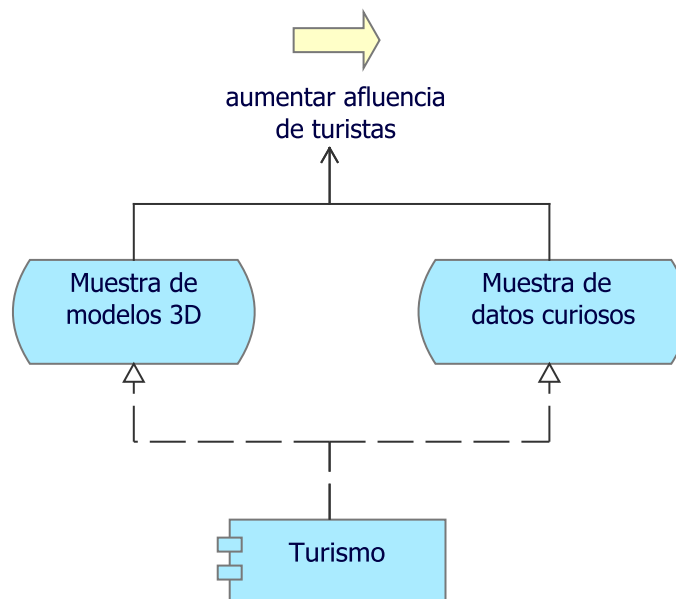 aumentar afluencia
de turistas
Muestra de
modelos 3D
Muestra de
datos curiosos
Turismo